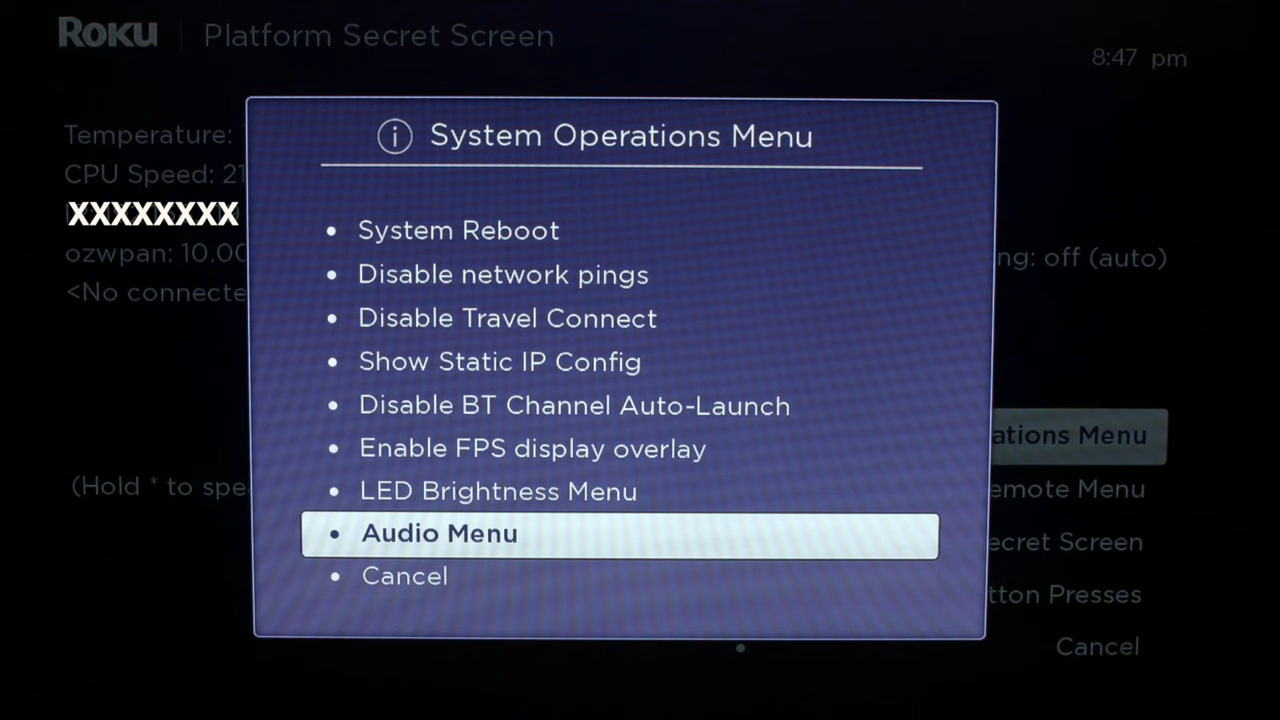 Roku | Platform Secret Screen
8:47 pm
System Operations Menu
Temperature:
CPU Speed: 21
XXXXXXXX
ozwpan: 10.00
<No connecte
(Hold * to spe
• System Reboot
• Disable network pings
• Disable Travel Connect
• Show Static IP Config
• Disable BT Channel Auto-Launch
• Enable FPS display overlay
• LED Brightness Menu
• Audio Menu
• Cancel
ng: off (auto)
ations Menu
emote Menu
ecret Screen
tton Presses
Cancel